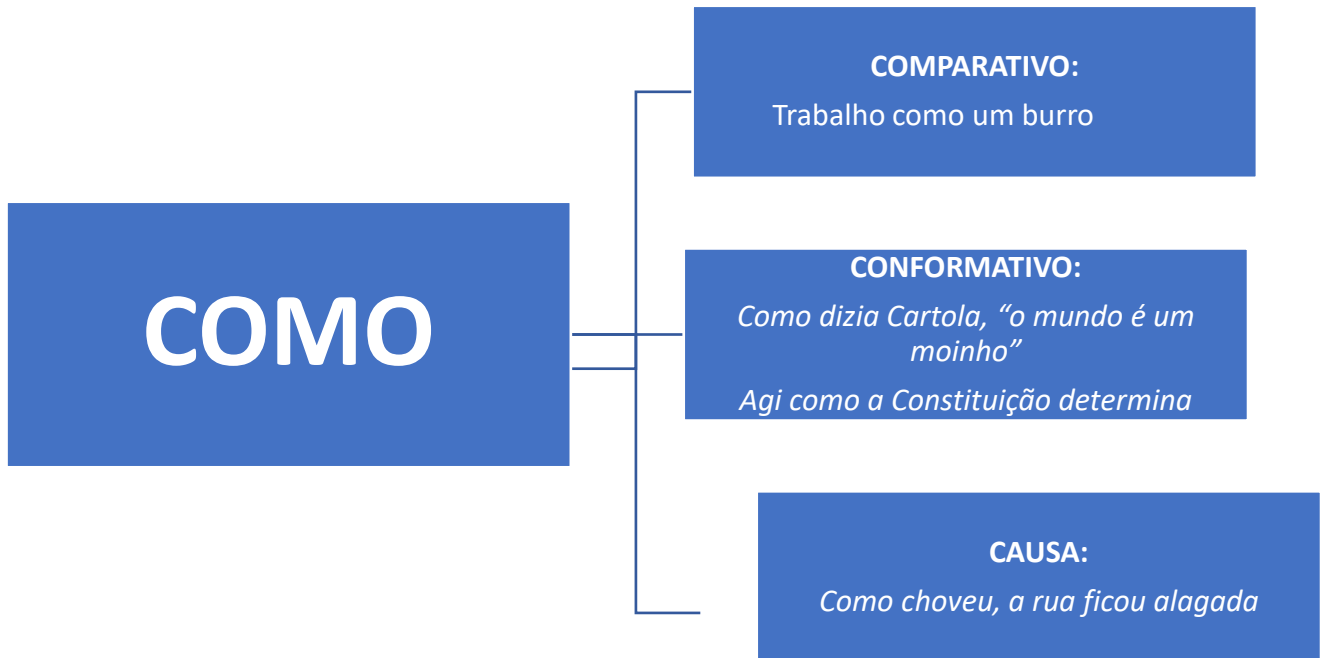 COMO
COMPARATIVO:
Trabalho como um burro
CONFORMATIVO:
Como dizia Cartola, “o mundo é um
moinho”
Agi como a Constituição determina
CAUSA:
Como choveu, a rua ficou alagada